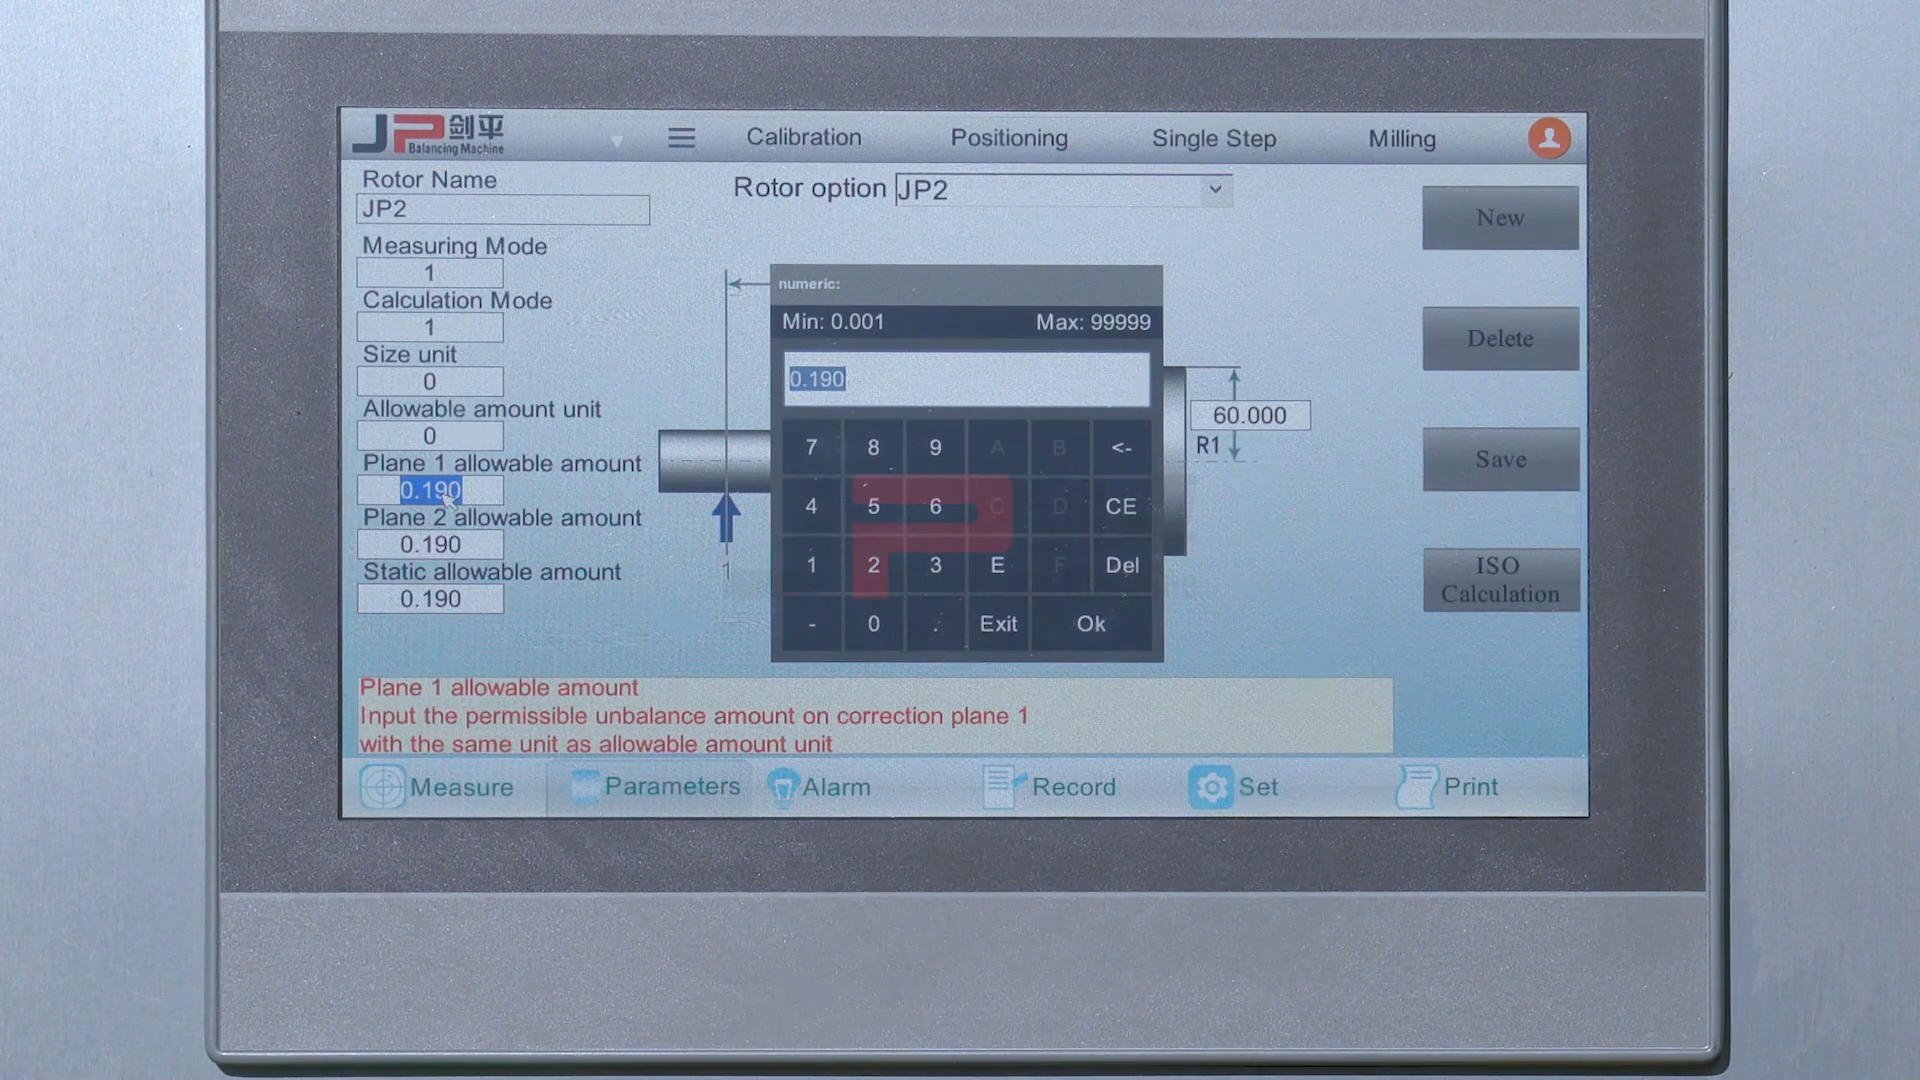 JP剑平
Balancing Machine
Calibration
Positioning
Single Step
Milling
Rotor Name
JP2
Rotor option JP2
New
Measuring Mode
1
Calculation Mode
1
Size unit
0
Allowable amount unit
0
Plane 1 allowable amount
0.190
Plane 2 allowable amount
0.190
Static allowable amount
0.190
numeric:
Min: 0.001 Max: 99999
0.190
7 8 9 A B <-
4 5 6 C D CE
1 2 3 E F Del
- 0 . Exit Ok
1
60.000
R1
Delete
Save
ISO
Calculation
Plane 1 allowable amount
Input the permissible unbalance amount on correction plane 1
with the same unit as allowable amount unit
Measure
Parameters
Alarm
Record
Set
Print